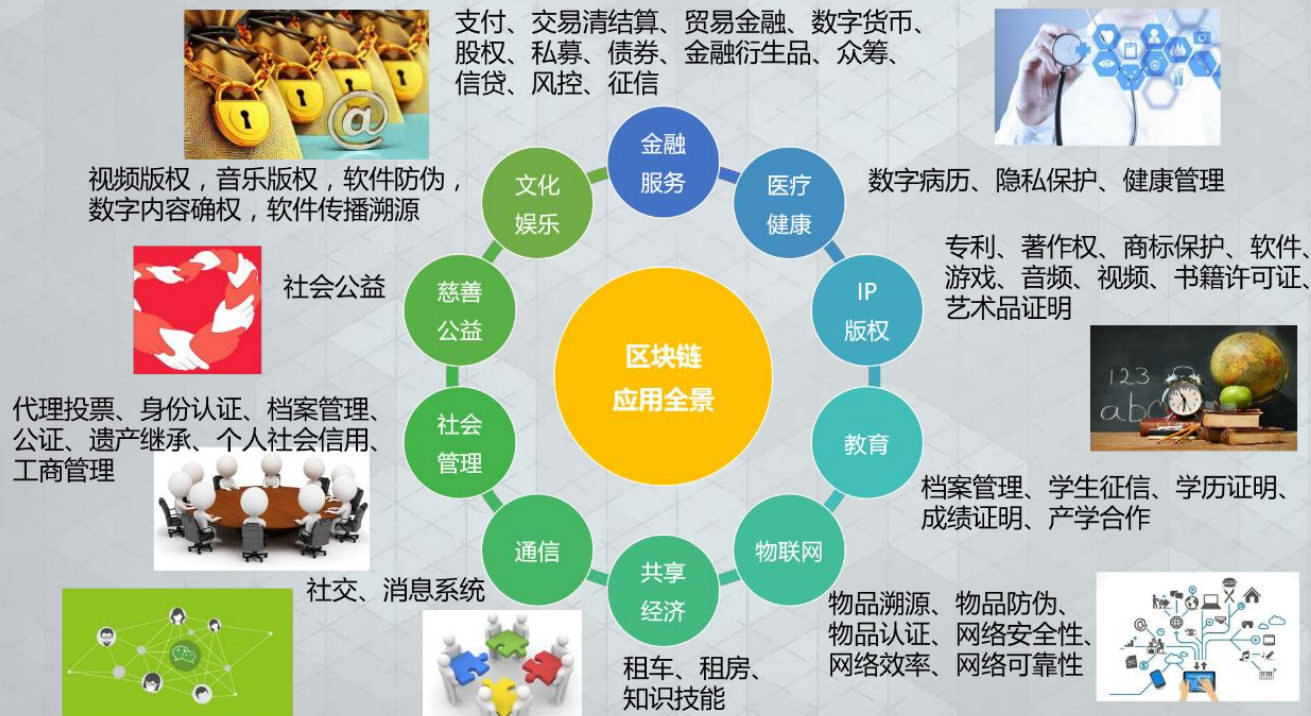 支付、交易清结算、贸易金融、数字货币、
股权、私募、债券、金融衍生品、众筹、
信贷、风控、征信
金融
服务
医疗
健康
数字病历、隐私保护、健康管理
IP
版权
专利、著作权、商标保护、软件、
游戏、音频、视频、书籍许可证、
艺术品证明
123
abc
教育
档案管理、学生征信、学历证明、
成绩证明、产学合作
物联网
物品溯源、物品防伪、
物品认证、网络安全性、
网络效率、网络可靠性
共享
经济
租车、租房、
知识技能
通信
社交、消息系统
社会
管理
代理投票、身份认证、档案管理、
公证、遗产继承、个人社会信用、
工商管理
慈善
公益
社会公益
文化
娱乐
视频版权，音乐版权，软件防伪，
数字内容确权，软件传播溯源
@
区块链
应用全景